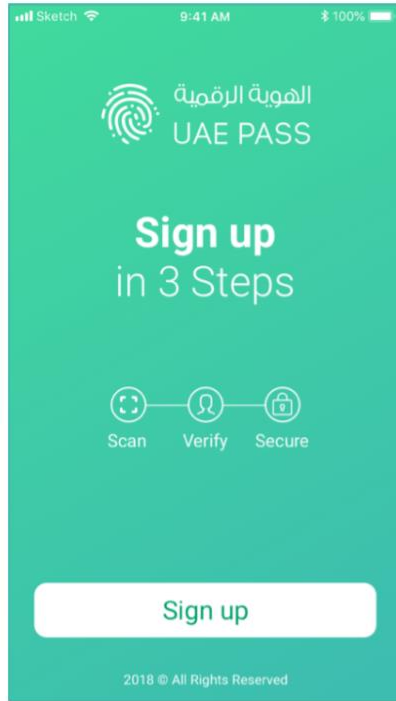 Sketch 9:41 AM 100%
الهوية الرقمية
UAE PASS
Sign up
in 3 Steps
Scan Verify Secure
Sign up
2018 © All Rights Reserved